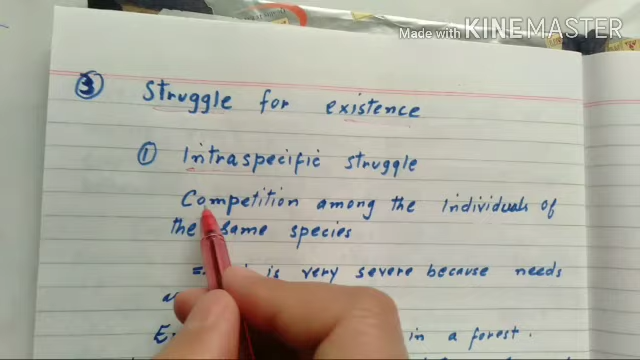 Made with KINEMASTER
③ Struggle for existence
① Intraspecific struggle
Competition among the individuals of
the same species
is very severe because needs
in a forest.